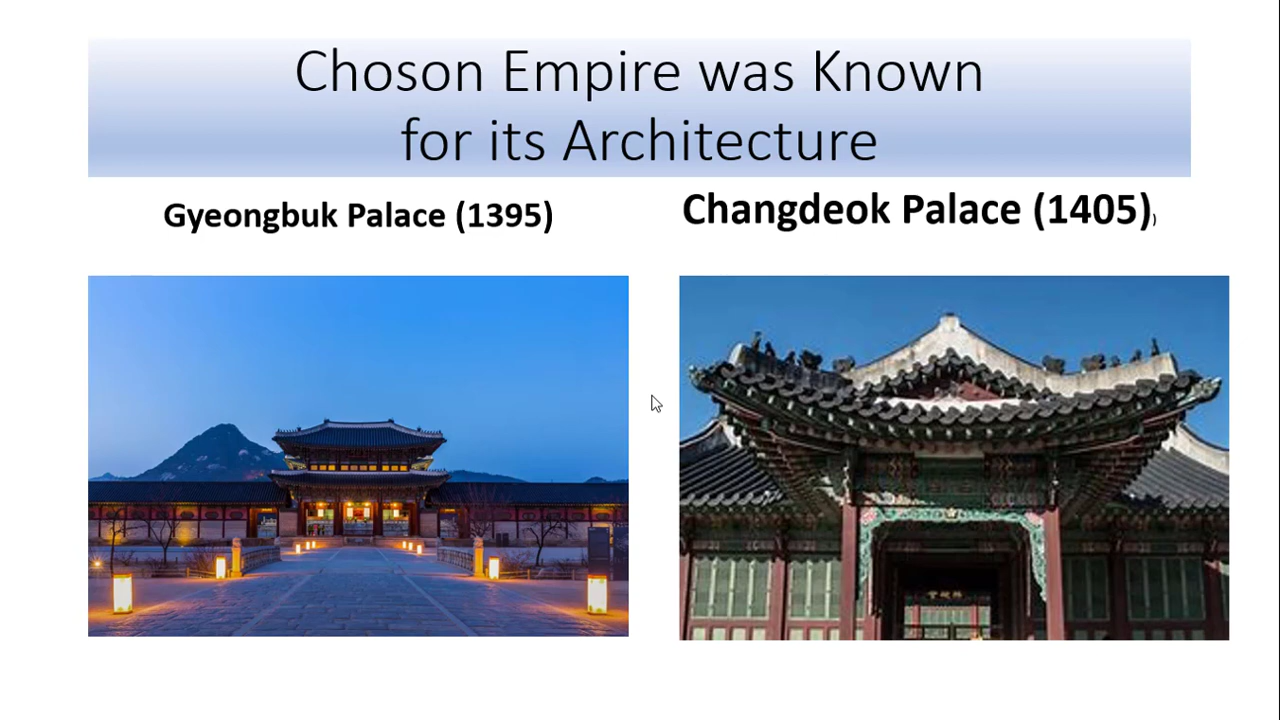 Choson Empire was Known
for its Architecture
Gyeongbuk Palace (1395)
Changdeok Palace (1405))